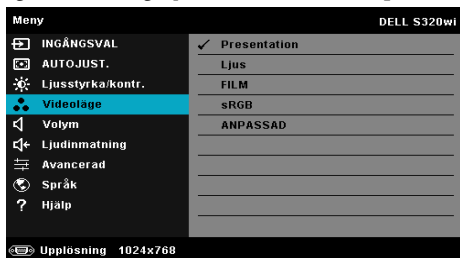 Meny DELL S320wi
INGÅNGSVAL
AUTOJUST.
Ljusstyrka/kontr.
Videoläge
Volym
Ljudinmatning
Avancerad
Språk
Hjälp
Presentation
Ljus
FILM
sRGB
ANPASSAD
Upplösning 1024x768